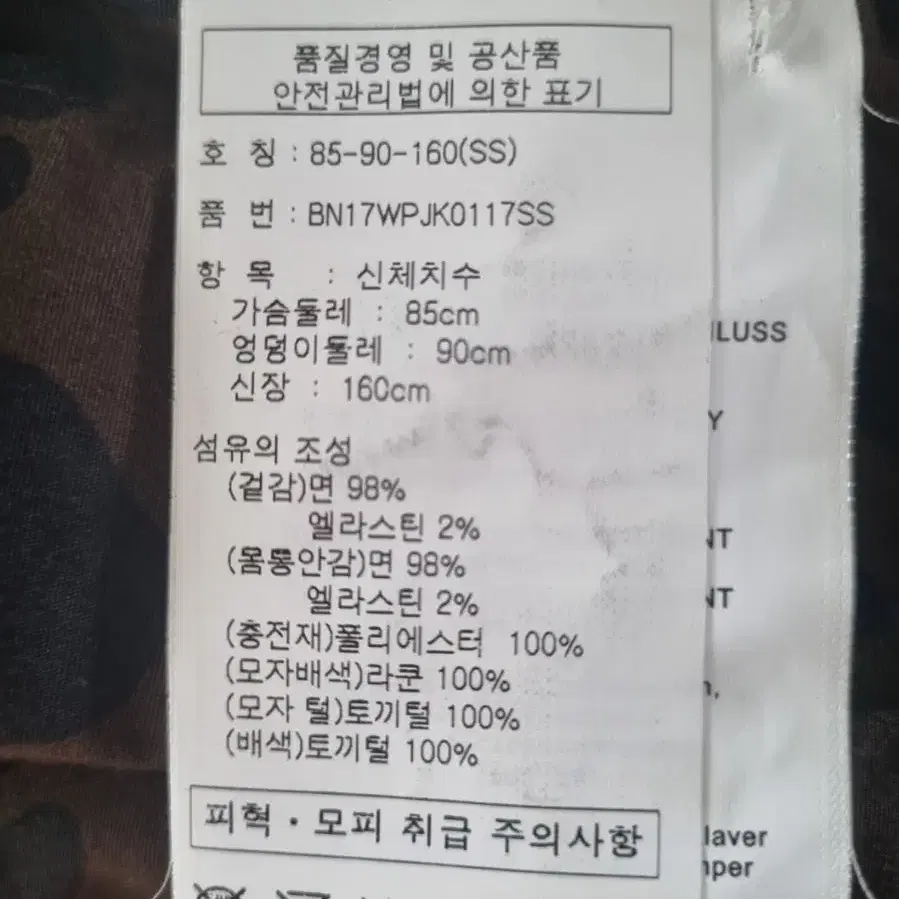 품질경영 및 공산품
안전관리법에 의한 표기
호 칭 : 85-90-160(SS)
품 번 : BN17WPJK0117SS
항 목 : 신체치수
가슴둘레 : 85cm
엉덩이둘레 : 90cm
신장 : 160cm
섬유의 조성
(겉감)면 98%
엘라스틴 2%
(몸통안감)면 98%
엘라스틴 2%
(충전재)폴리에스터 100%
(모자배색)라쿤 100%
(모자 털)토끼털 100%
(배색)토끼털 100%
피혁·모피 취급 주의사항